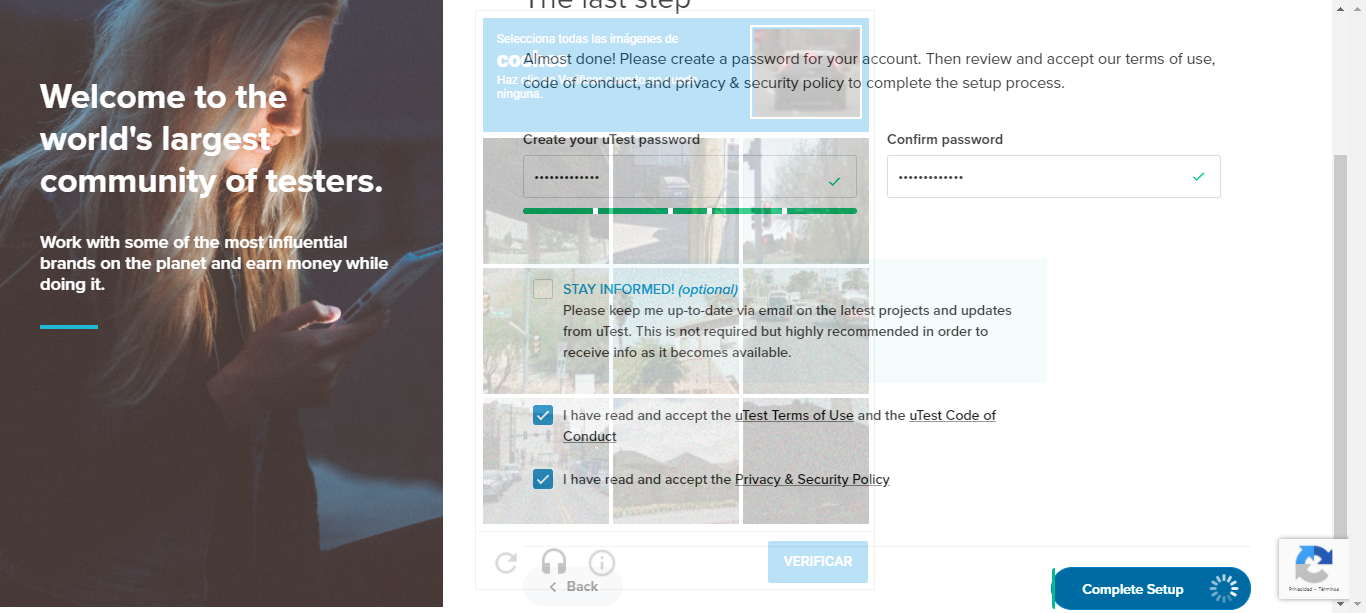 The last step
Welcome to the
world's largest
community of testers.
Work with some of the most influential
brands on the planet and earn money while
doing it.
Selecciona todas las imágenes de
coches
Haz clic en Verificar cuando no quede
ninguna.
Almost done! Please create a password for your account. Then review and accept our terms of use,
code of conduct, and privacy & security policy to complete the setup process.
Create your uTest password
Confirm password
STAY INFORMED! (optional)
Please keep me up-to-date via email on the latest projects and updates
from uTest. This is not required but highly recommended in order to
receive info as it becomes available.
I have read and accept the uTest Terms of Use and the uTest Code of
Conduct
I have read and accept the Privacy & Security Policy
VERIFICAR
Back
Complete Setup
Privacidad - Términos